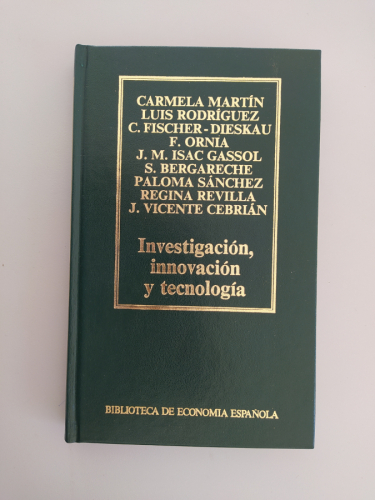 CARMELA MARTÍN
LUIS RODRÍGUEZ
C. FISCHER-DIESKAU
F. ORNIA
J. M. ISAC GASSOL
S. BERGARECHE
PALOMA SÁNCHEZ
REGINA REVILLA
J. VICENTE CEBRIÁN
Investigación,
innovación
y tecnología
BIBLIOTECA DE ECONOMIA ESPAÑOLA